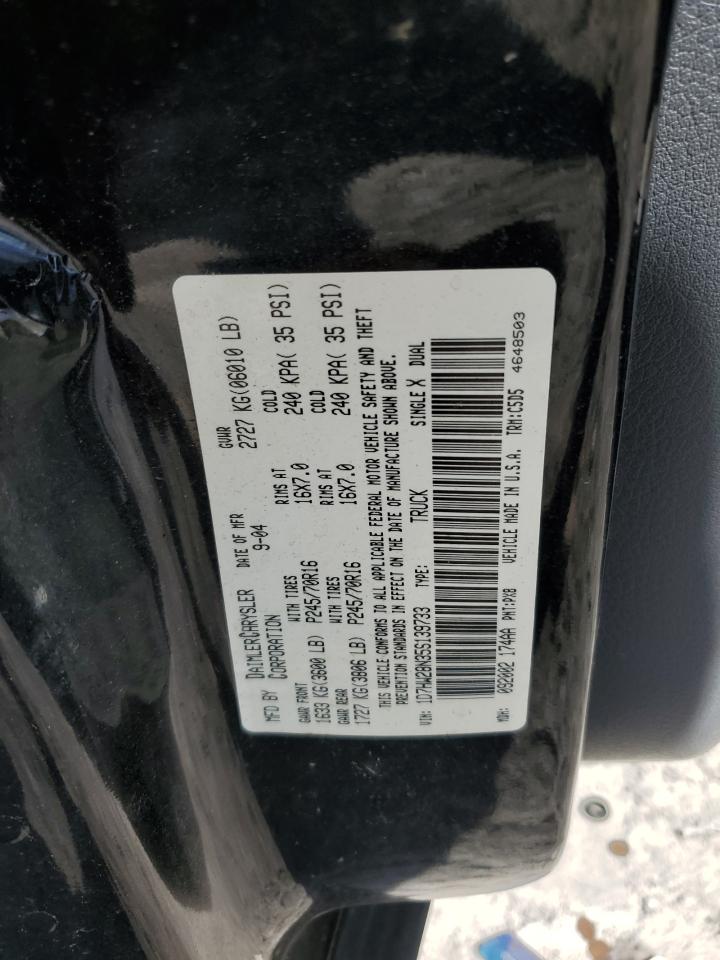 MFD BY DAIMLERCHRYSLER DATE OF MFR GVWR
CORPORATION 9-04 2727 KG(06010 LB)
GAWR FRONT WITH TIRES RIMS AT COLD
1633 KG(3600 LB) P245/70R16 16X7.0 240 KPA( 35 PSI)
GAWR REAR WITH TIRES RIMS AT COLD
1727 KG(3806 LB) P245/70R16 16X7.0 240 KPA( 35 PSI)
THIS VEHICLE CONFORMS TO ALL APPLICABLE FEDERAL MOTOR VEHICLE SAFETY AND THEFT
PREVENTION STANDARDS IN EFFECT ON THE DATE OF MANUFACTURE SHOWN ABOVE.
VIN: 1D7HW28N35S139733 TYPE: TRUCK SINGLE X DUAL
MDH: 092002 174AA PNT:PX8 VEHICLE MADE IN U.S.A. TRM:C5D5 4648503